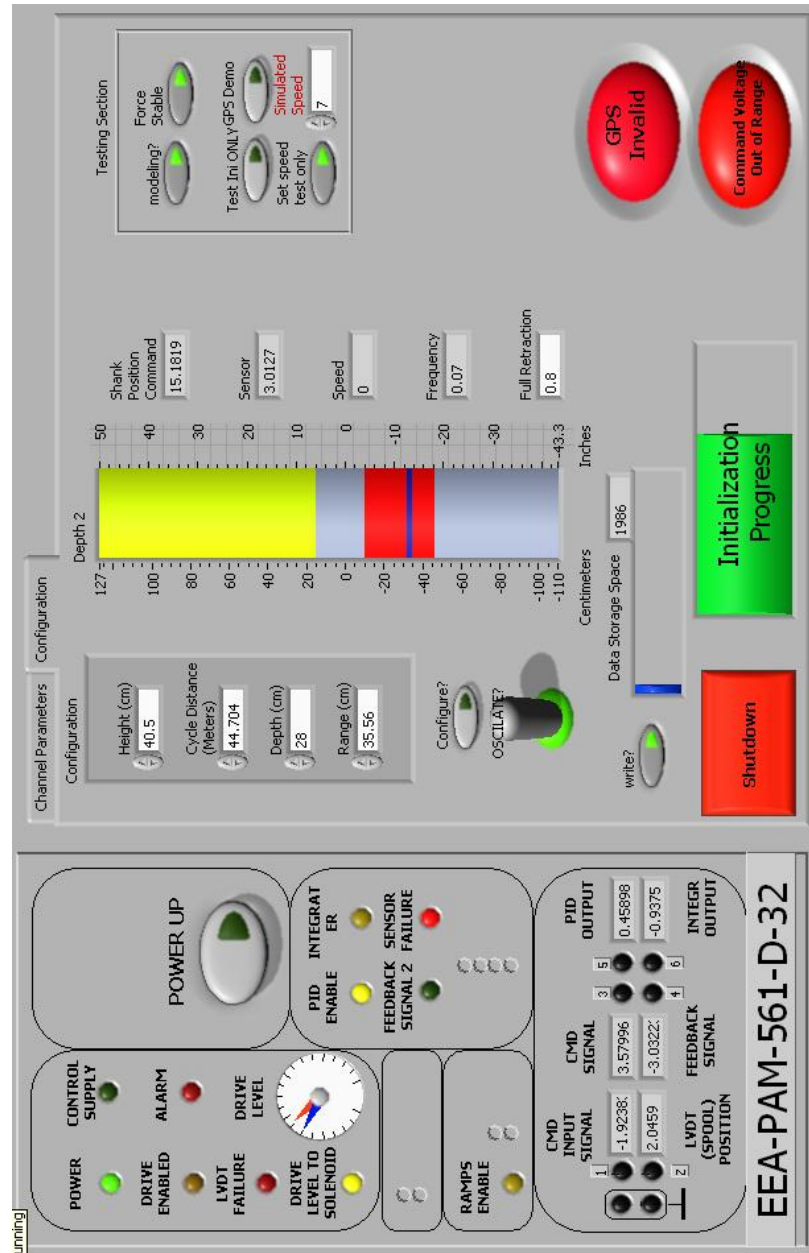 unning
POWER
CONTROL
SUPPLY
DRIVE
ENABLED
ALARM
LVDT
FAILURE
DRIVE
LEVEL
DRIVE
LEVEL TO
SOLENOID
POWER UP
RAMPS
ENABLE
PID
ENABLE
INTEGRAT
ER
FEEDBACK
SIGNAL 2
SENSOR
FAILURE
CMD
INPUT
SIGNAL
CMD
SIGNAL
PID
OUTPUT
1
-1.9238
3.57996
3
5
0.45898
2.0459
-3.0322
-0.9375
2
4
6
LVDT
(SPOOL)
POSITION
FEEDBACK
SIGNAL
INTEGR
OUTPUT
EEA-PAM-561-D-32
Channel Parameters
Configuration
Configuration
Height (cm)
40.5
Cycle Distance
(Meters)
44.704
Depth (cm)
28
Range (cm)
35.56
Configure?
OSCILATE?
Depth 2
127
100
80
60
40
20
0
-20
-40
-60
-80
-100
-110
Centimeters
50
40
30
20
10
0
-10
-20
-30
-43.3
Inches
Shank
Position
Command
15.1819
Sensor
3.0127
Speed
0
Frequency
0.07
Full Retraction
0.8
Testing Section
modeling?
Force
Stable
Test Ini ONLY
GPS Demo
Set speed
test only
Simulated
Speed
7
write?
Data Storage Space
1986
Shutdown
Initialization
Progress
GPS
Invalid
Command Voltage
Out of Range